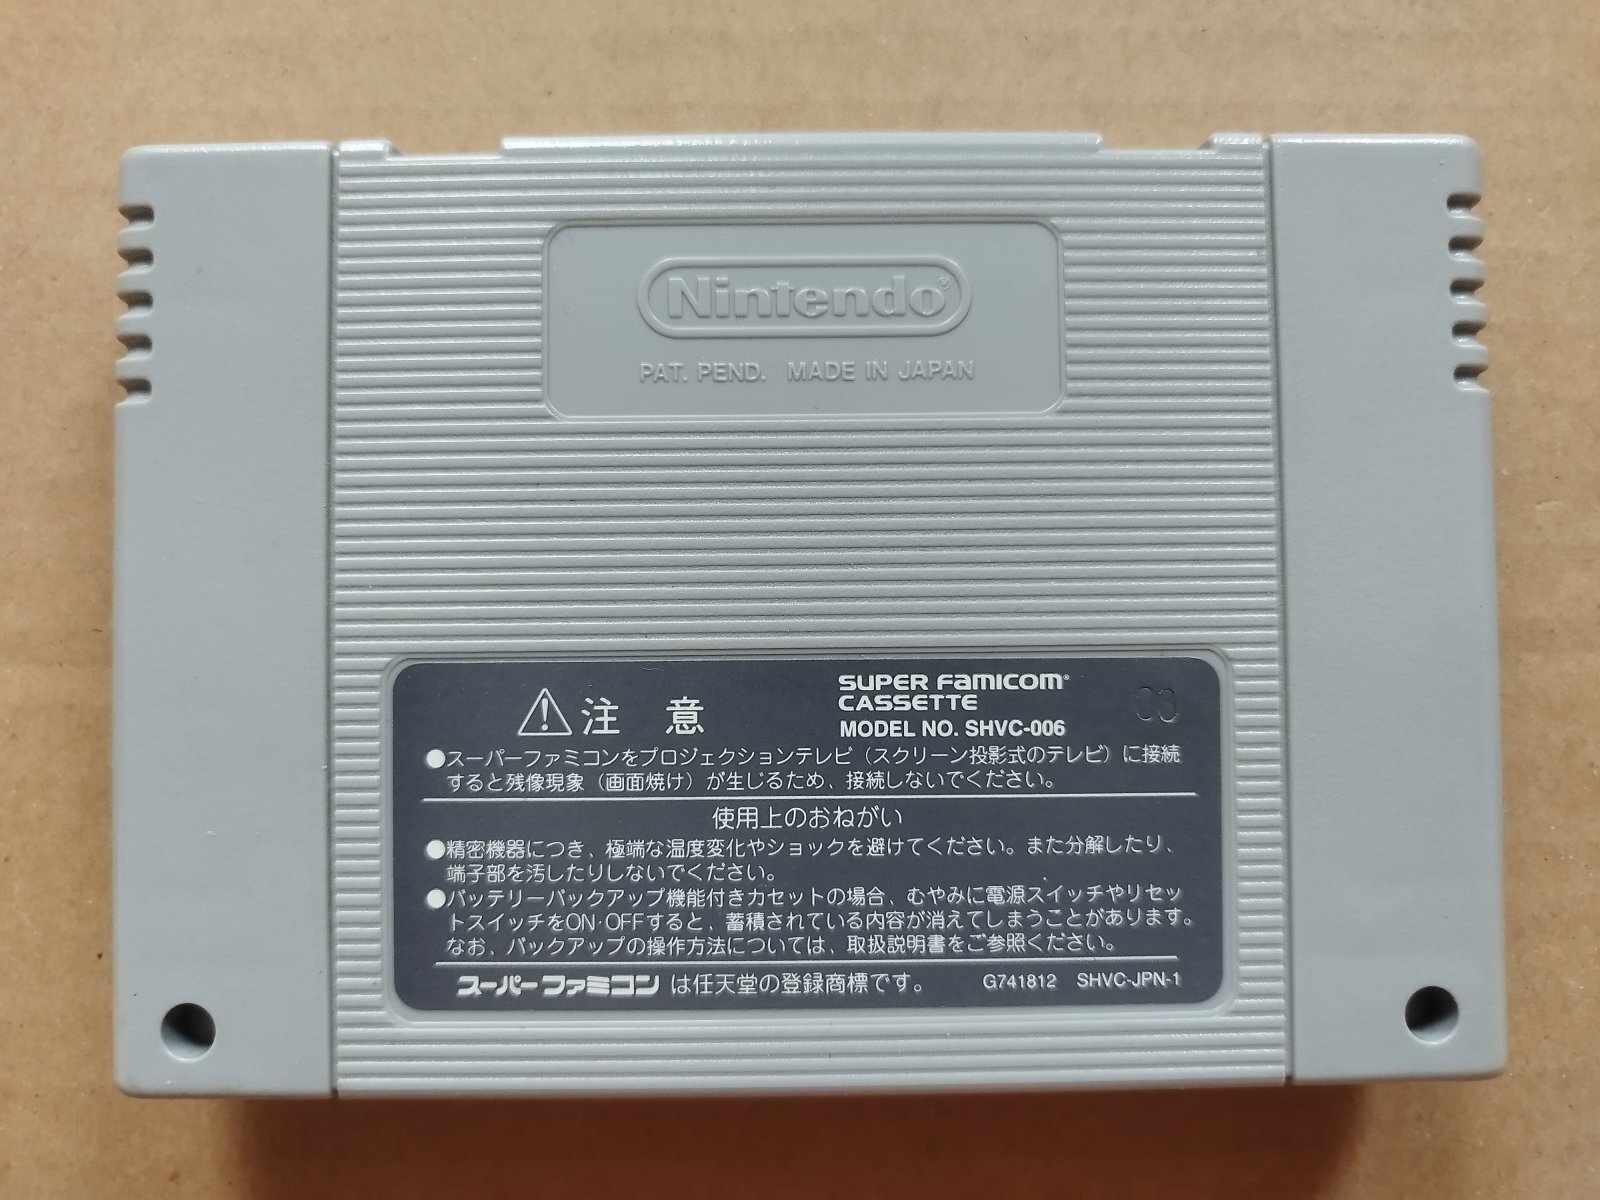 Nintendo®
PAT. PEND. MADE IN JAPAN
注 意
SUPER FAMICOM®
CASSETTE
MODEL NO. SHVC-006
03
●スーパーファミコンをプロジェクションテレビ（スクリーン投影式のテレビ）に接続
すると残像現象（画面焼け）が生じるため、接続しないでください。
使用上のおねがい
●精密機器につき、極端な温度変化やショックを避けてください。また分解したり、
端子部を汚したりしないでください。
●バッテリーバックアップ機能付きカセットの場合、むやみに電源スイッチやリセッ
トスイッチをON·OFFすると、蓄積されている内容が消えてしまうことがあります。
なお、バックアップの操作方法については、取扱説明書をご参照ください。
スーパーファミコン は任天堂の登録商標です。 G741812 SHVC-JPN-1